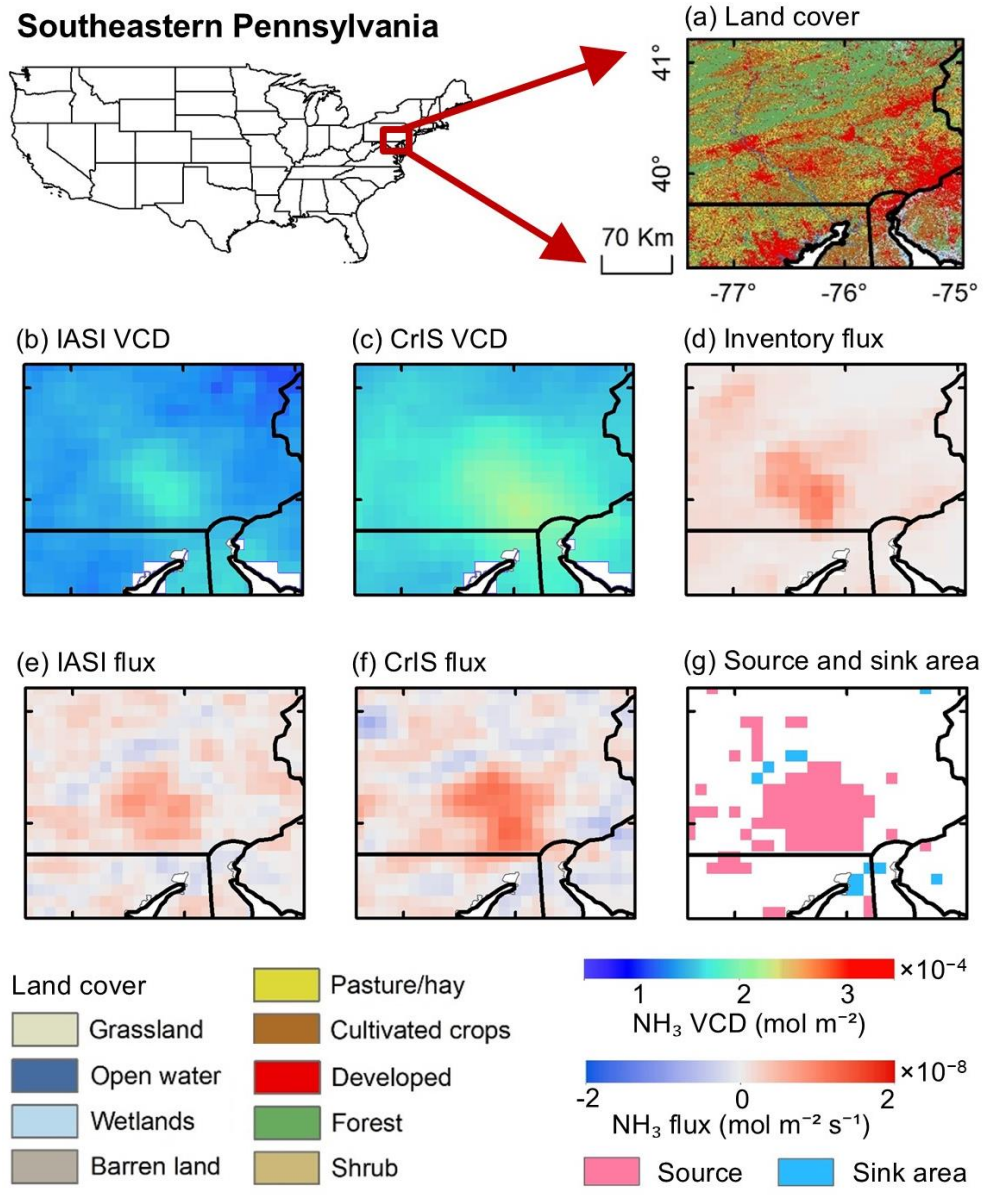 Southeastern Pennsylvania
(a) Land cover
41°
40°
70 Km
-77°
-76°
-75°
(b) IASI VCD
(c) CrIS VCD
(d) Inventory flux
(e) IASI flux
(f) CrIS flux
(g) Source and sink area
Land cover
Grassland
Open water
Wetlands
Barren land
Pasture/hay
Cultivated crops
Developed
Forest
Shrub
×10⁻⁴
1 2 3
NH₃ VCD (mol m⁻²)
×10⁻⁸
-2 0 2
NH₃ flux (mol m⁻² s⁻¹)
Source
Sink area